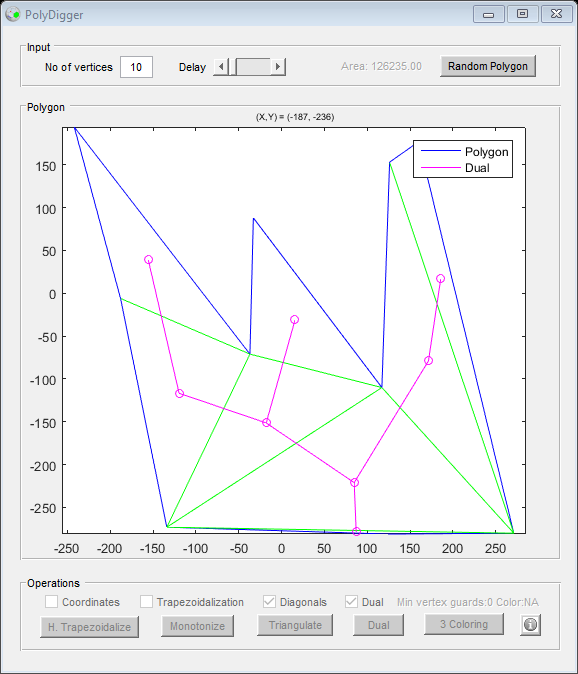 PolyDigger
Input
No of vertices 10 Delay Area: 126235.00 Random Polygon
Polygon
(X,Y) = (-187, -236)
Polygon
Dual
150
100
50
0
-50
-100
-150
-200
-250
-250 -200 -150 -100 -50 0 50 100 150 200 250
Operations
Coordinates Trapezoidalization Diagonals Dual Min vertex guards:0 Color:NA
H. Trapezoidalize Monotonize Triangulate Dual 3 Coloring